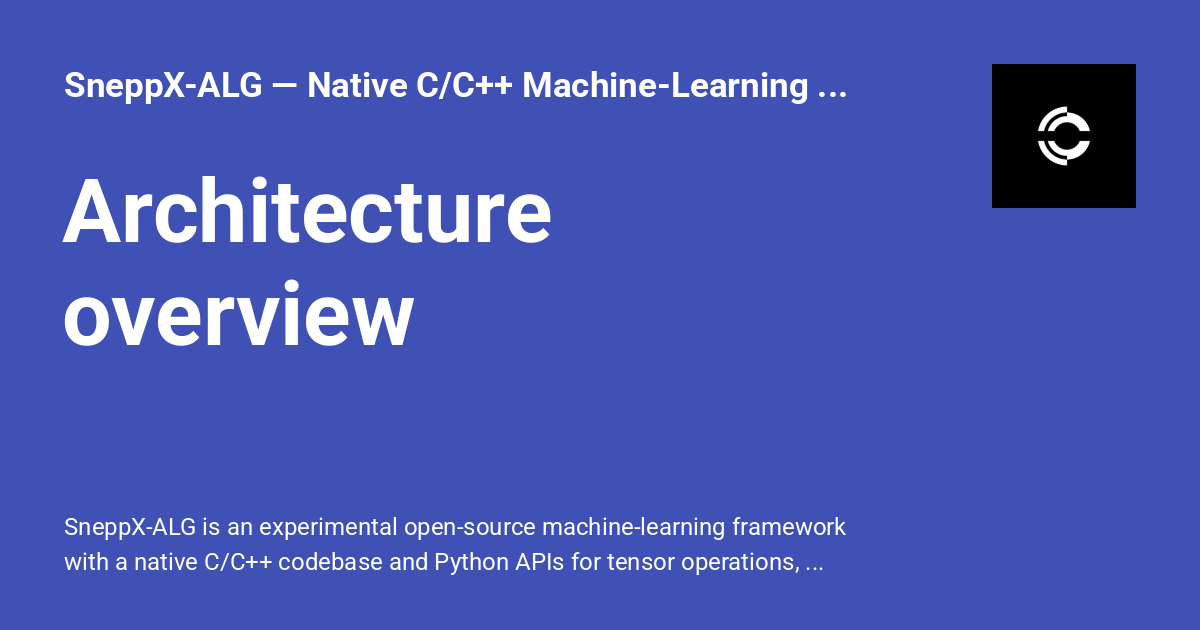 SneppX-ALG — Native C/C++ Machine-Learning ...
Architecture
overview
SneppX-ALG is an experimental open-source machine-learning framework
with a native C/C++ codebase and Python APIs for tensor operations, ...